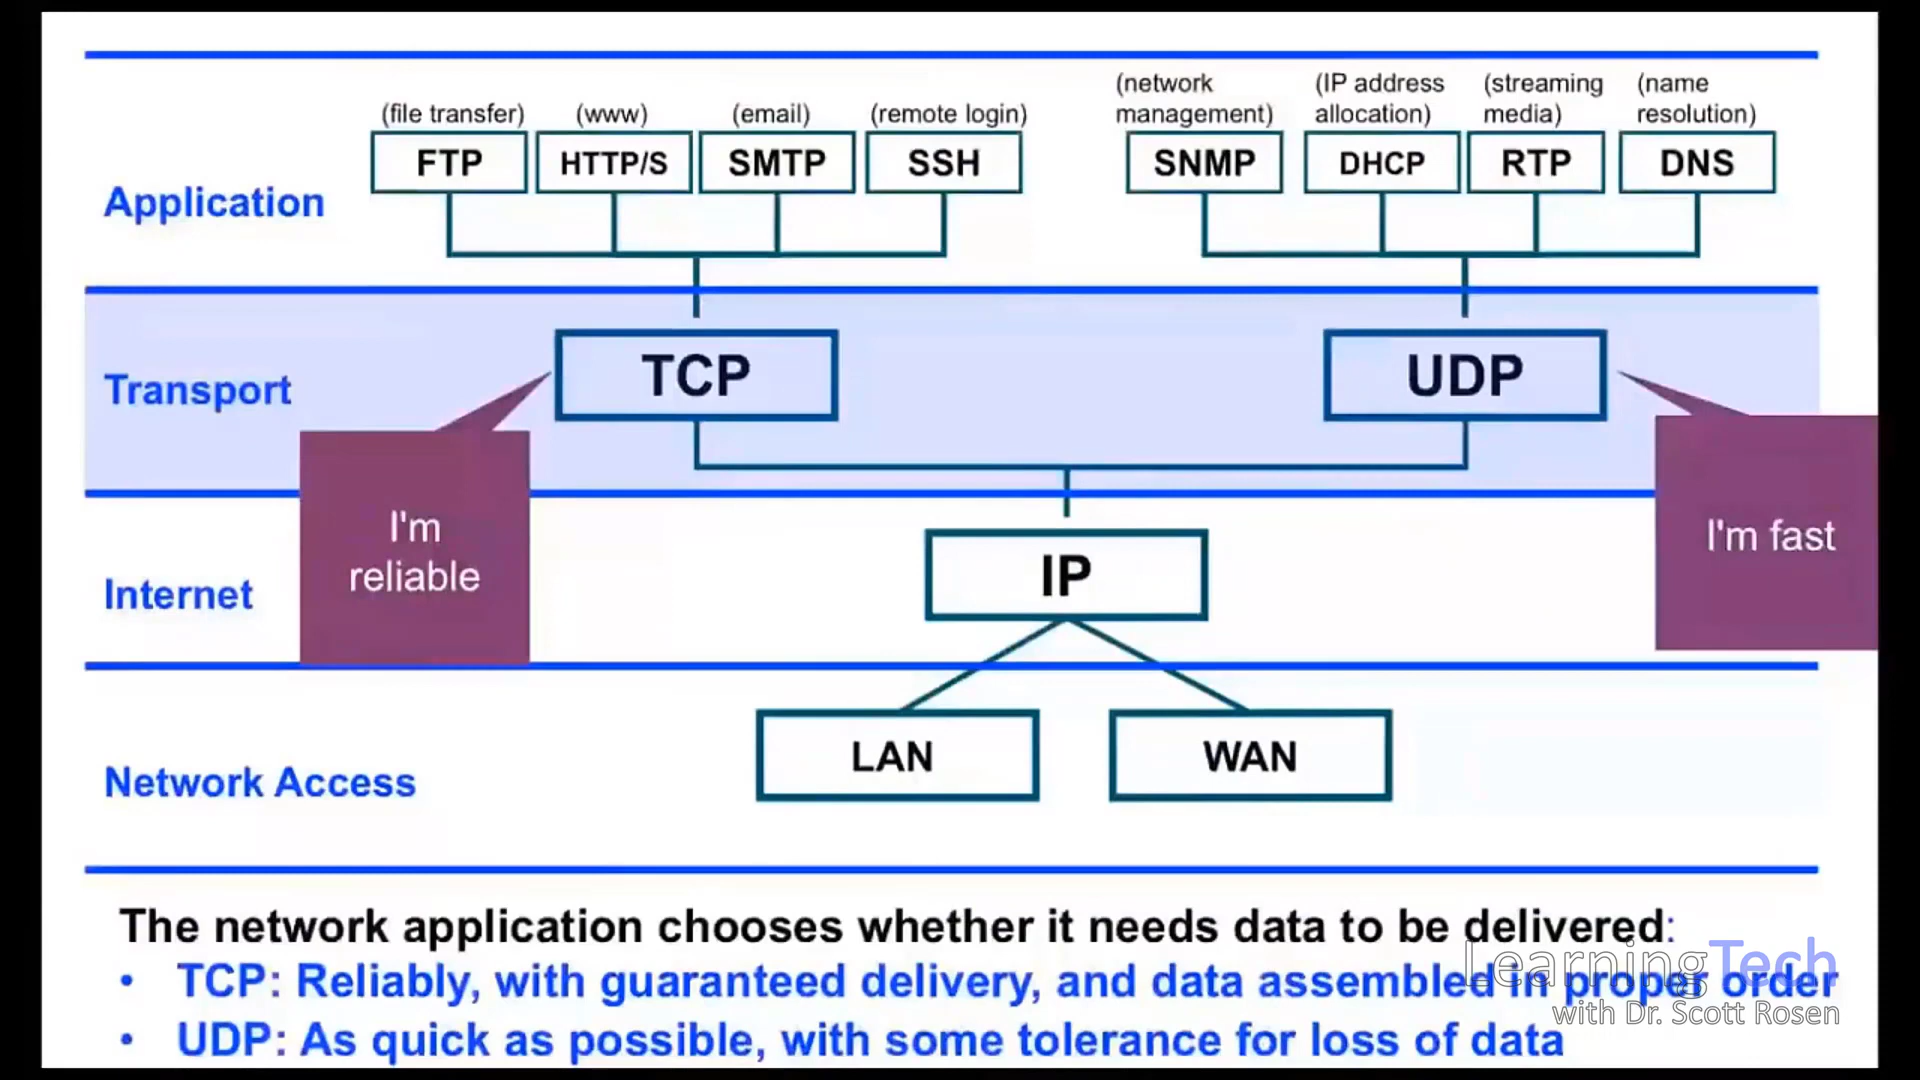 (file transfer)
(www)
(email)
(remote login)
(network
management)
(IP address
allocation)
(streaming
media)
(name
resolution)
FTP
HTTP/S
SMTP
SSH
SNMP
DHCP
RTP
DNS
Application
Transport
TCP
UDP
I'm
reliable
I'm fast
Internet
IP
Network Access
LAN
WAN
The network application chooses whether it needs data to be delivered:
• TCP: Reliably, with guaranteed delivery, and data assembled in proper order
• UDP: As quick as possible, with some tolerance for loss of data
LearningTech
with Dr. Scott Rosen